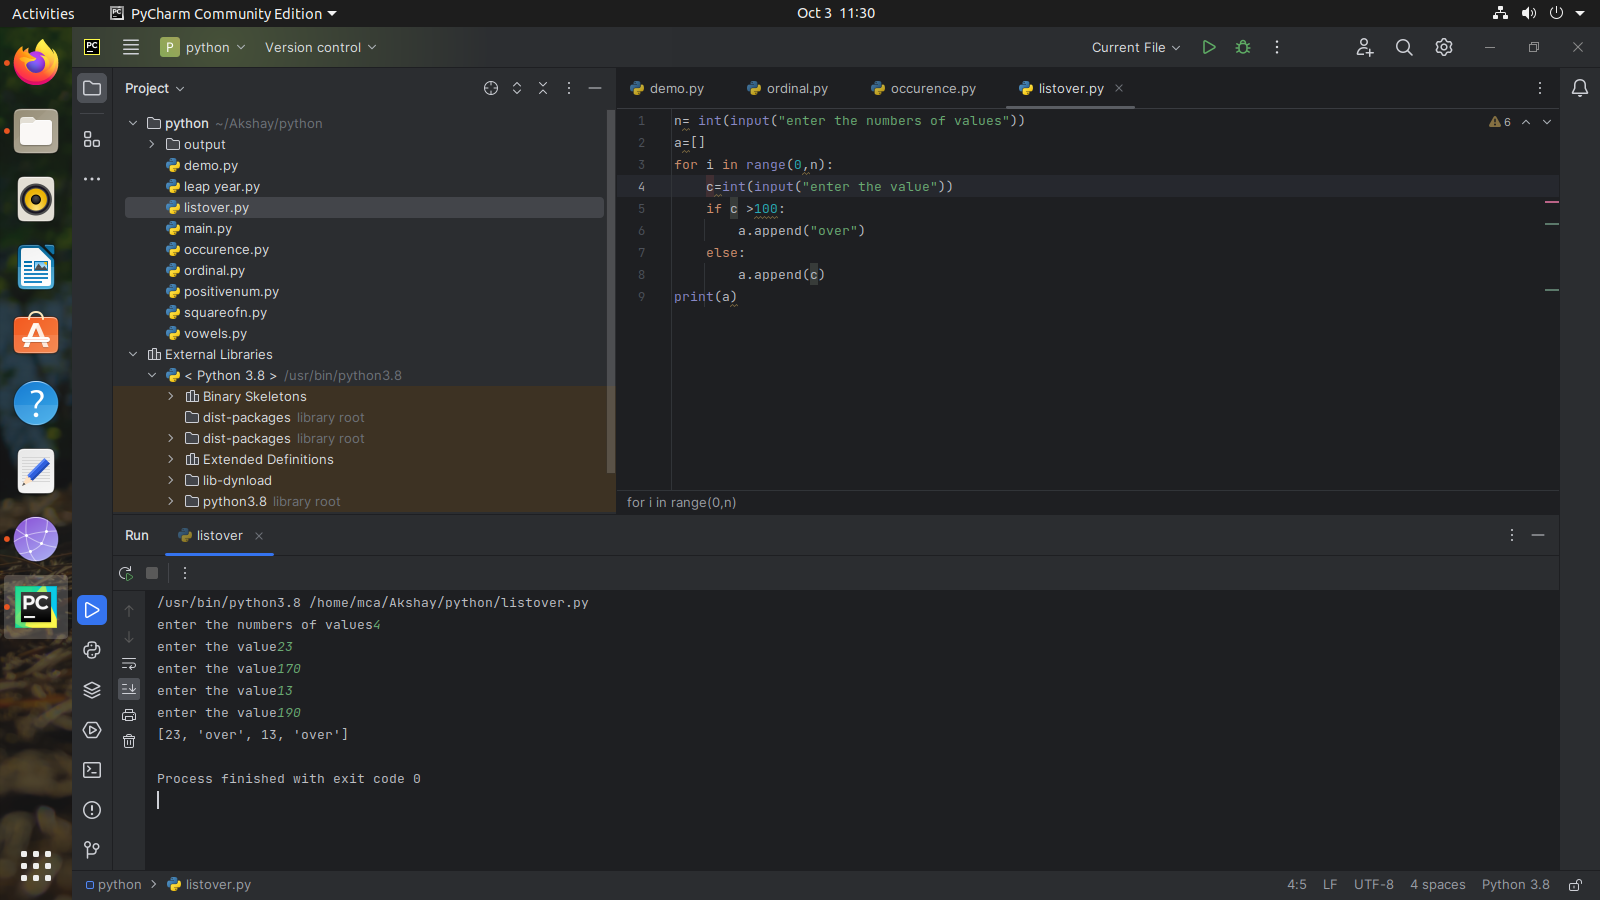 Activities PyCharm Community Edition Oct 3 11:30
PC P python Version control Current File
Project
python ~/Akshay/python
output
demo.py
leap year.py
listover.py
main.py
occurence.py
ordinal.py
positivenum.py
squareofn.py
vowels.py
External Libraries
< Python 3.8 > /usr/bin/python3.8
Binary Skeletons
dist-packages library root
dist-packages library root
Extended Definitions
lib-dynload
python3.8 library root
demo.py ordinal.py occurence.py listover.py
6
1 n= int(input("enter the numbers of values"))
2 a=[]
3 for i in range(0,n):
4 c=int(input("enter the value"))
5 if c >100:
6 a.append("over")
7 else:
8 a.append(c)
9 print(a)
for i in range(0,n)
Run listover
/usr/bin/python3.8 /home/mca/Akshay/python/listover.py
enter the numbers of values4
enter the value23
enter the value170
enter the value13
enter the value190
[23, 'over', 13, 'over']
Process finished with exit code 0
PC
python > listover.py 4:5 LF UTF-8 4 spaces Python 3.8